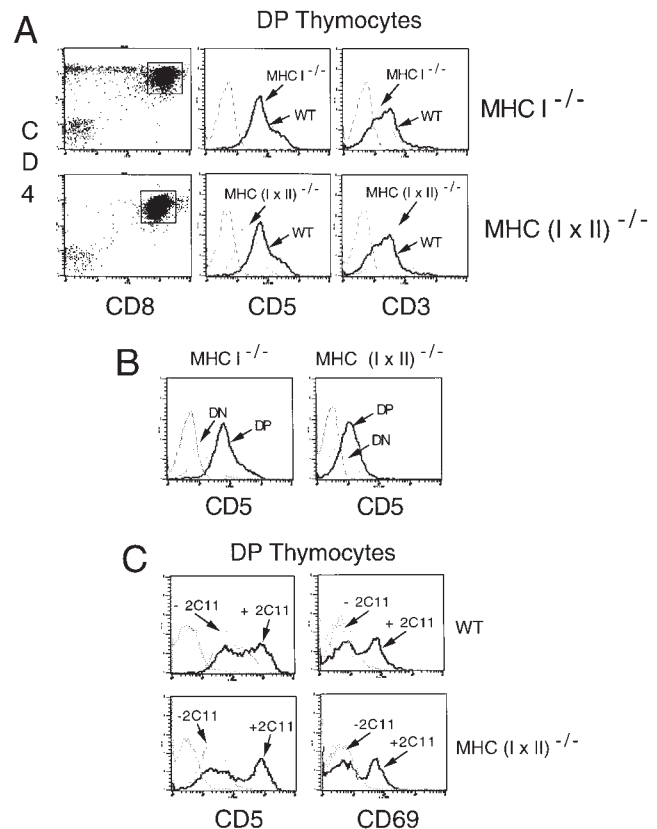 A
DP Thymocytes
C
D
4
MHC I -/-
WT
MHC I -/-
WT
MHC I -/-
MHC (I x II) -/-
WT
MHC (I x II) -/-
WT
MHC (I x II) -/-
CD8
CD5
CD3
B
MHC I -/-
MHC (I x II) -/-
DN
DP
DP
DN
CD5
CD5
C
DP Thymocytes
- 2C11
+ 2C11
- 2C11
+ 2C11
WT
-2C11
+2C11
-2C11
+2C11
MHC (I x II) -/-
CD5
CD69